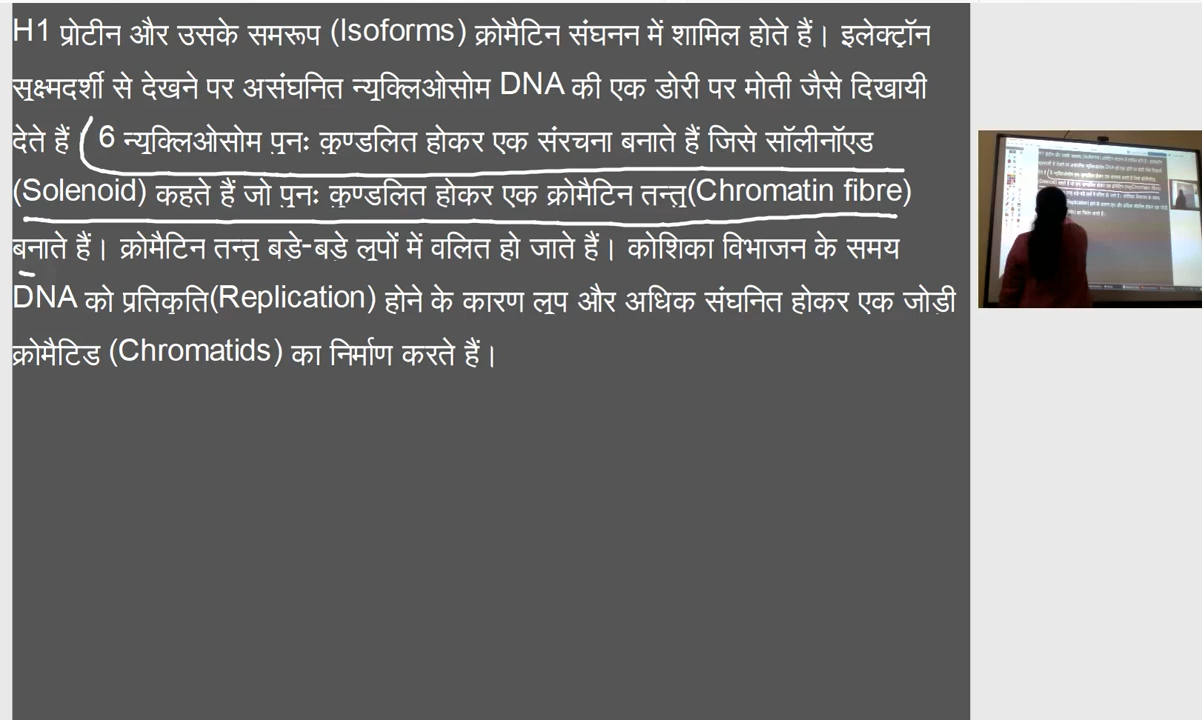 H1 प्रोटीन और उसके समरूप (Isoforms) क्रोमैटिन संघनन में शामिल होते हैं। इलेक्ट्रॉन
सूक्ष्मदर्शी से देखने पर असंघनित न्यूक्लिओसोम DNA की एक डोरी पर मोती जैसे दिखायी
देते हैं 6 न्यूक्लिओसोम पुनः कुण्डलित होकर एक संरचना बनाते हैं जिसे सॉलीनॉएड
(Solenoid) कहते हैं जो पुनः कुण्डलित होकर एक क्रोमैटिन तन्तु(Chromatin fibre)
बनाते हैं। क्रोमैटिन तन्तु बड़े-बड़े लुपों में वलित हो जाते हैं। कोशिका विभाजन के समय
DNA को प्रतिकृति(Replication) होने के कारण लूप और अधिक संघनित होकर एक जोड़ी
क्रोमैटिड (Chromatids) का निर्माण करते हैं।